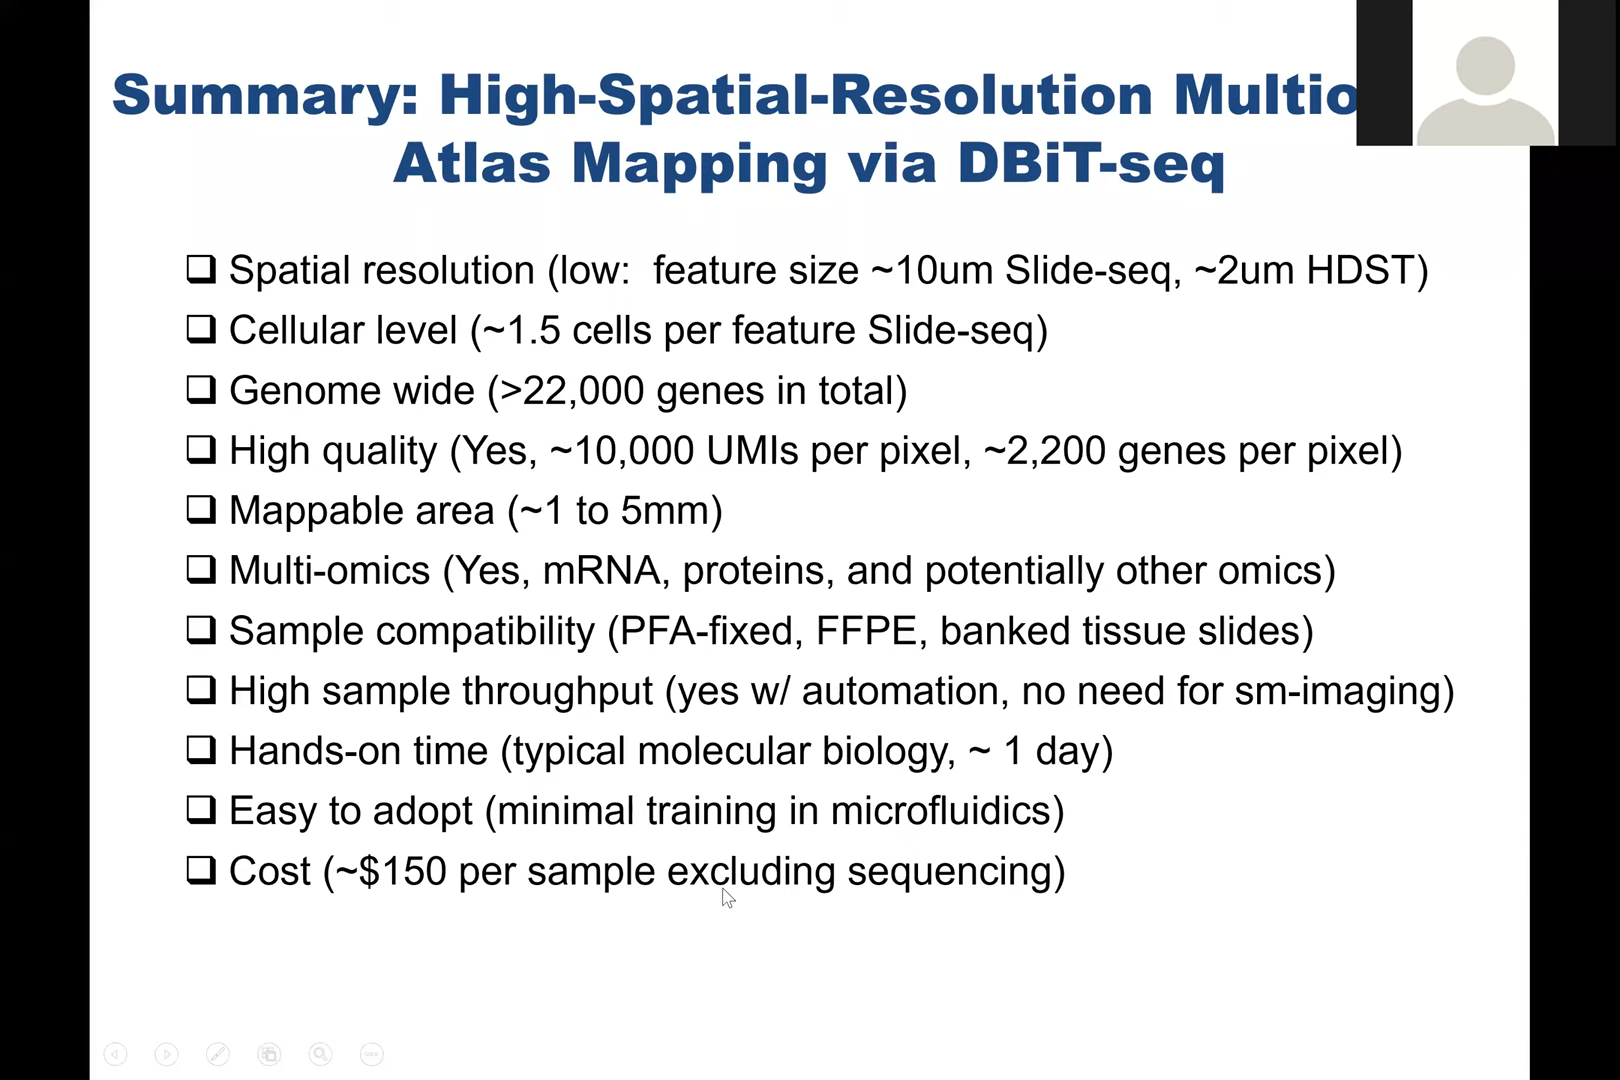 Summary: High-Spatial-Resolution
Atlas Mapping via DBiT-seq
❑ Spatial resolution (low:  feature size ~10um Slide-seq, ~2um HDST)
❑ Cellular level (~1.5 cells per feature Slide-seq)
❑ Genome wide (>22,000 genes in total)
❑ High quality (Yes, ~10,000 UMIs per pixel, ~2,200 genes per pixel)
❑ Mappable area (~1 to 5mm)
❑ Multi-omics (Yes, mRNA, proteins, and potentially other omics)
❑ Sample compatibility (PFA-fixed, FFPE, banked tissue slides)
❑ High sample throughput (yes w/ automation, no need for sm-imaging)
❑ Hands-on time (typical molecular biology, ~ 1 day)
❑ Easy to adopt (minimal training in microfluidics)
❑ Cost (~$150 per sample excluding sequencing)